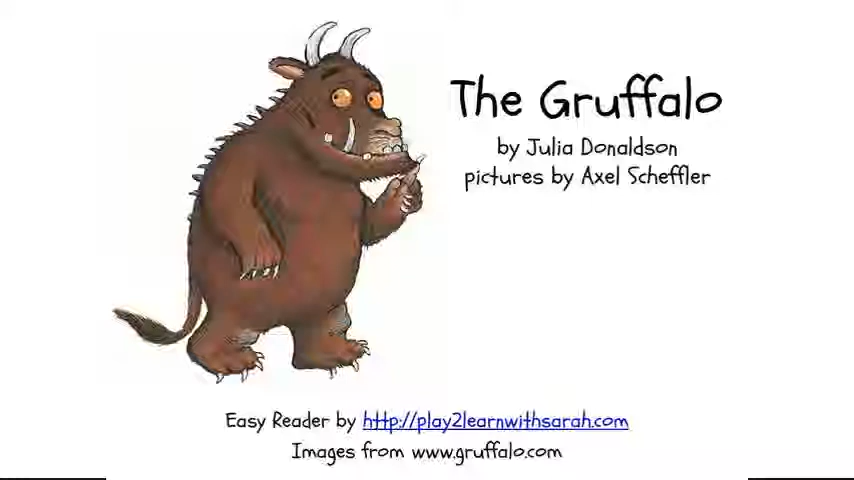 The Gruffalo
by Julia Donaldson
pictures by Axel Scheffler
Easy Reader by http://play2learnwithsarah.com
Images from www.gruffalo.com